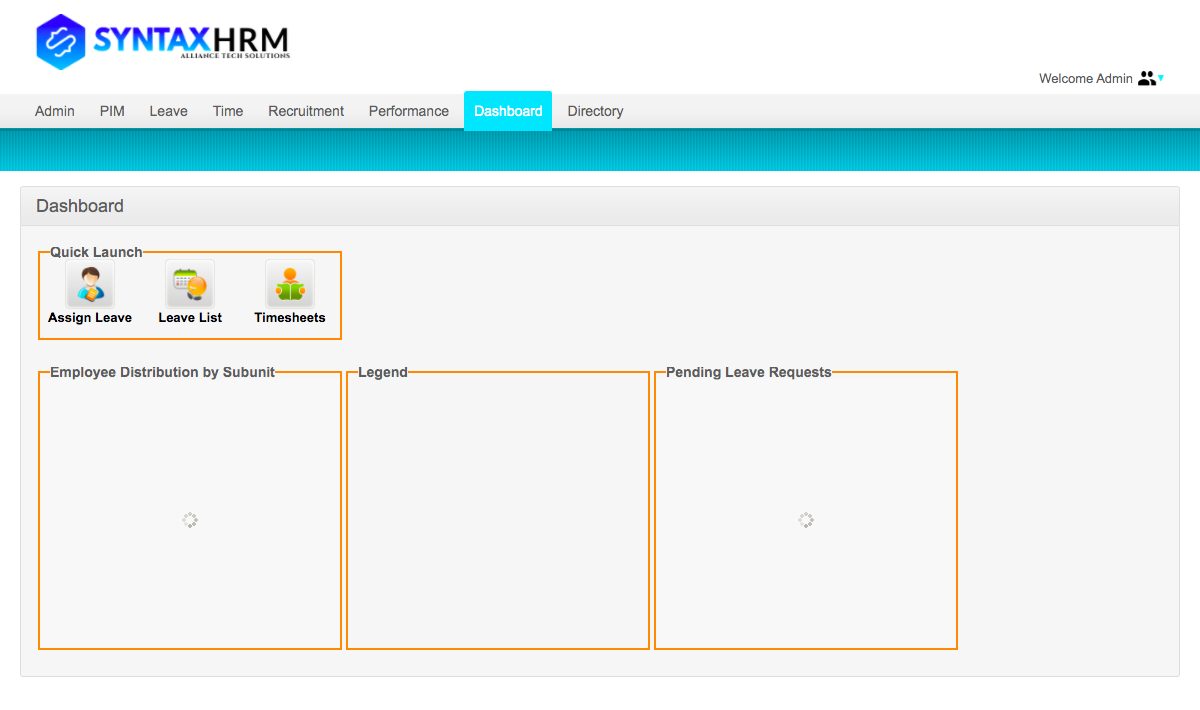 SYNTAXHRM
ALLIANCE TECH SOLUTIONS
Welcome Admin
Admin PIM Leave Time Recruitment Performance Dashboard Directory
Dashboard
Quick Launch
Assign Leave Leave List Timesheets
Employee Distribution by Subunit Legend Pending Leave Requests